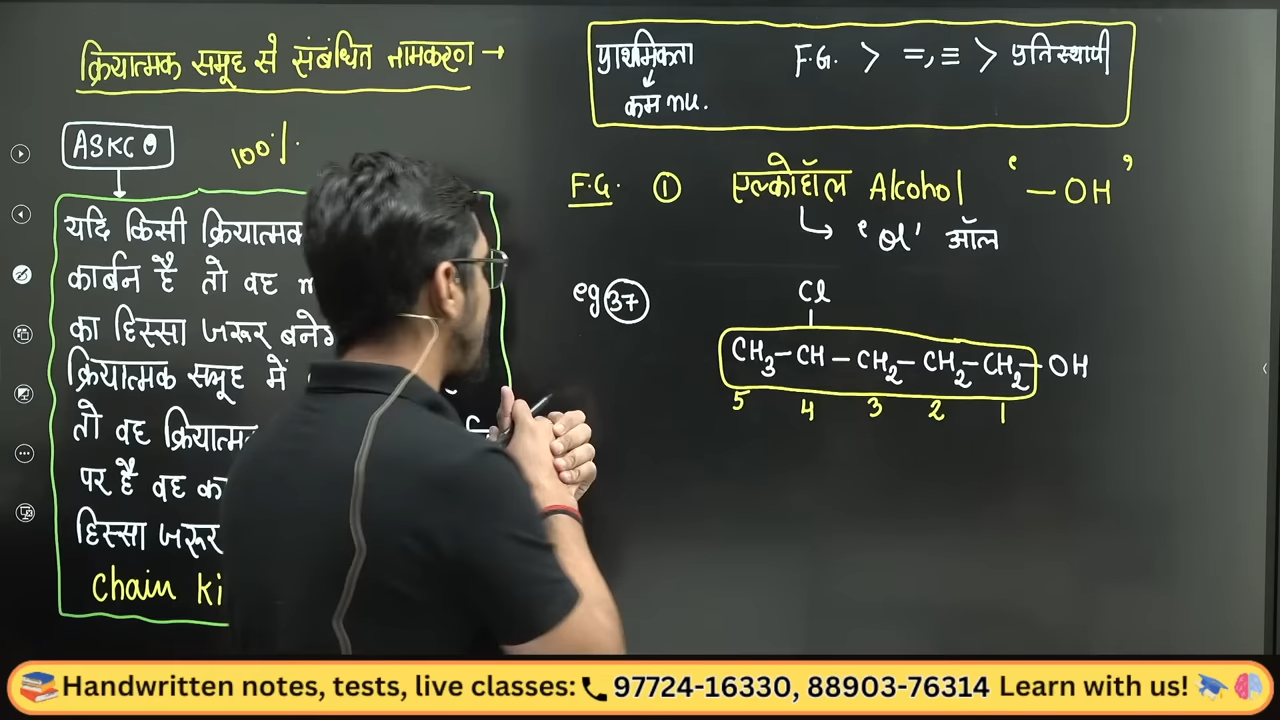 क्रियात्मक समूह से संबंधित नामकरण →
ASKC
100%
यदि किसी क्रियात्मक
कार्बन है तो वह
का हिस्सा जरूर बनेगा
क्रियात्मक समूह में
तो वह क्रियात्मक
पर है वह का
हिस्सा जरूर
Chain ki
प्राथमिकता F.G. > =, ≡ > प्रतिस्थापी
↓
कम nu.
F.G. ① एल्कोहॉल Alcohol ‘ —OH ’
↳ ‘ol’ ऑल
eg 37
Cl
|
CH₃—CH—CH₂—CH₂—CH₂—OH
5 4 3 2 1
Handwritten notes, tests, live classes: 97724-16330, 88903-76314 Learn with us!